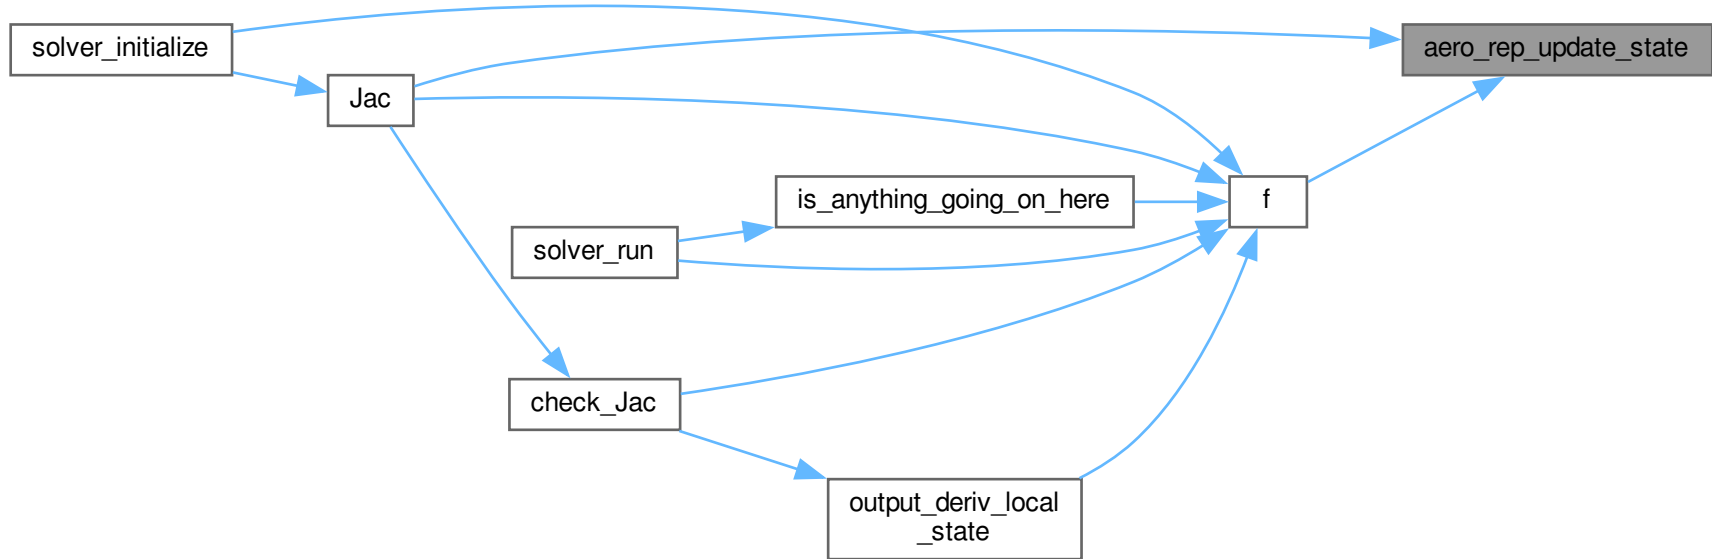 solver_initialize
aero_rep_update_state
Jac
is_anything_going_on_here
f
solver_run
check_Jac
output_deriv_local
_state